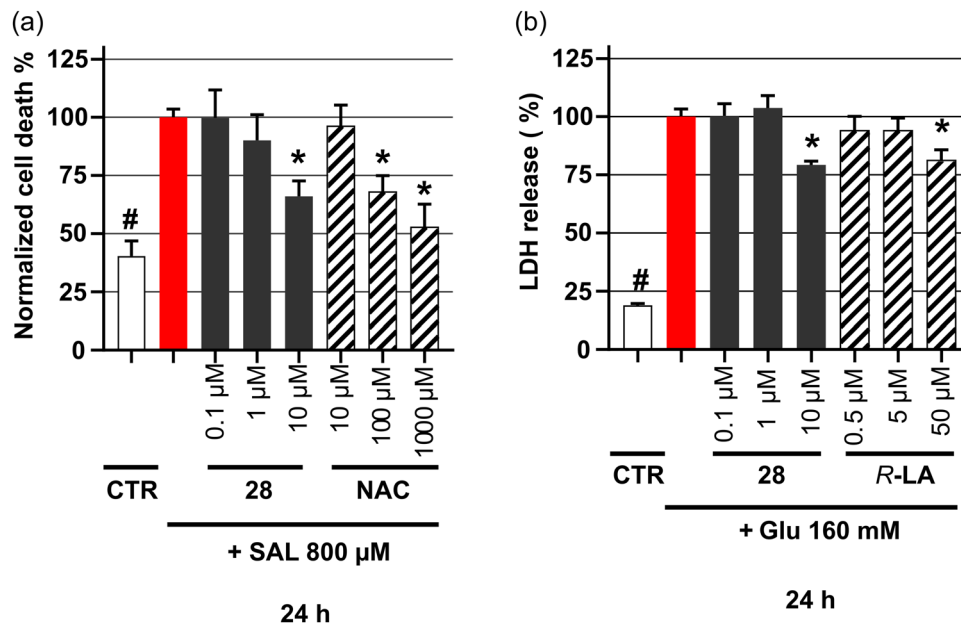 (a)
Normalized cell death %
125
100
75
50
25
0
#
*
*
*
0.1 µM
1 µM
10 µM
10 µM
100 µM
1000 µM
CTR
28
NAC
+ SAL 800 µM
24 h
(b)
LDH release ( %)
125
100
75
50
25
0
#
*
*
0.1 µM
1 µM
10 µM
0.5 µM
5 µM
50 µM
CTR
28
R-LA
+ Glu 160 mM
24 h